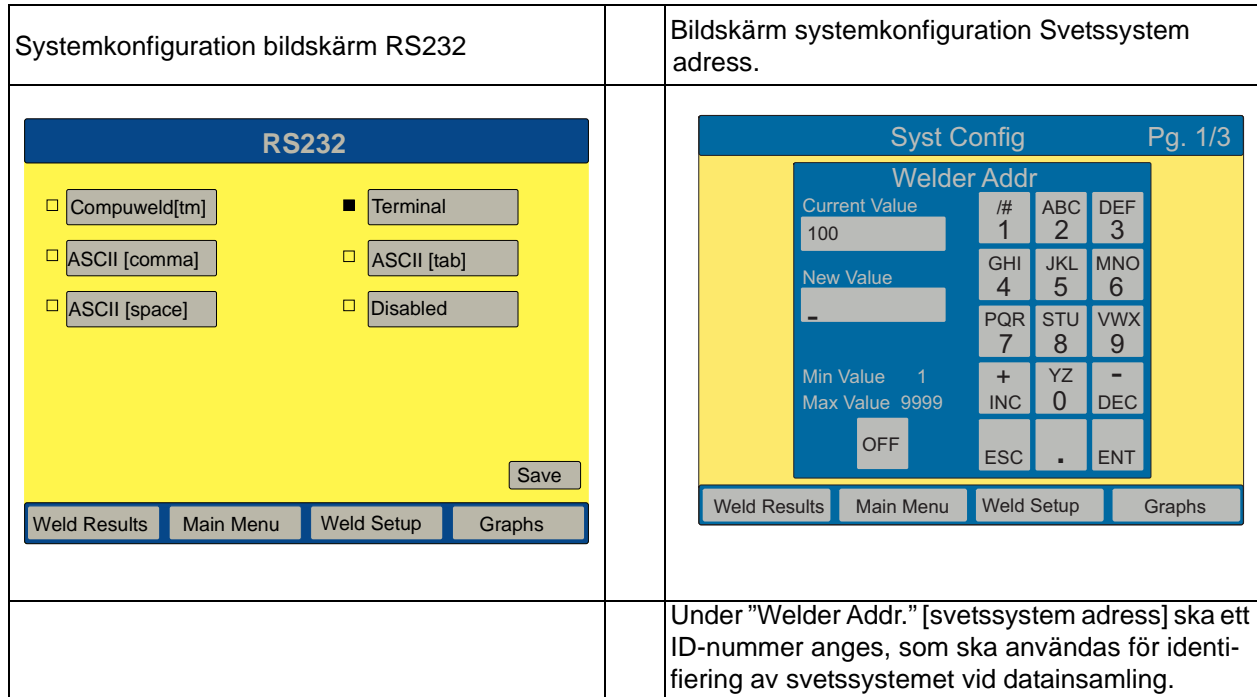 Systemkonfiguration bildskärm RS232
Bildskärm systemkonfiguration Svetssystem
adress.
RS232
Compuweld[tm]
Terminal
ASCII [comma]
ASCII [tab]
ASCII [space]
Disabled
Save
Weld Results
Main Menu
Weld Setup
Graphs
Syst Config
Pg. 1/3
Welder Addr
Current Value
100
New Value
_
Min Value 1
Max Value 9999
OFF
/# ABC DEF
1 2 3
GHI JKL MNO
4 5 6
PQR STU VWX
7 8 9
+ YZ -
INC 0 DEC
ESC . ENT
Weld Results
Main Menu
Weld Setup
Graphs
Under ”Welder Addr.” [svetssystem adress] ska ett
ID-nummer anges, som ska användas för identi-
fiering av svetssystemet vid datainsamling.